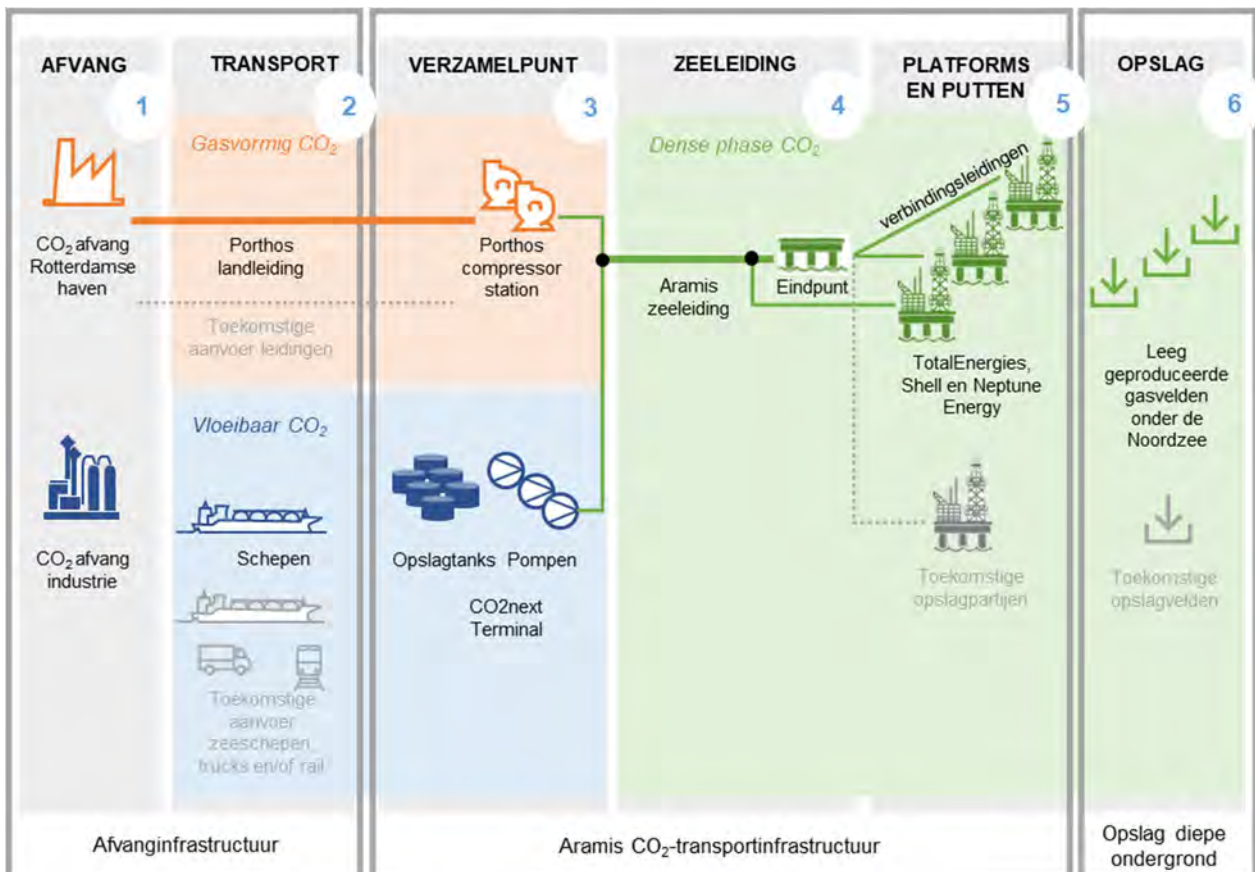 AFVANG
1
TRANSPORT
2
VERZAMELPUNT
3
ZEELEIDING
4
PLATFORMS
EN PUTTEN
5
OPSLAG
6
Gasvormig CO₂
Dense phase CO₂
verbindingsleidingen
CO₂ afvang
Rotterdamse
haven
Porthos
landleiding
Porthos
compressor
station
Aramis
zeeleiding
Eindpunt
Toekomstige
aanvoer leidingen
TotalEnergies,
Shell en Neptune
Energy
Leeg
geproduceerde
gasvelden
onder de
Noordzee
Vloeibaar CO₂
CO₂ afvang
industrie
Schepen
Opslagtanks
Pompen
CO2next
Terminal
Toekomstige
opslagpartijen
Toekomstige
opslagvelden
Toekomstige
aanvoer
zeeschepen,
trucks en/of rail
Afvanginfrastructuur
Aramis CO₂-transportinfrastructuur
Opslag diepe
ondergrond